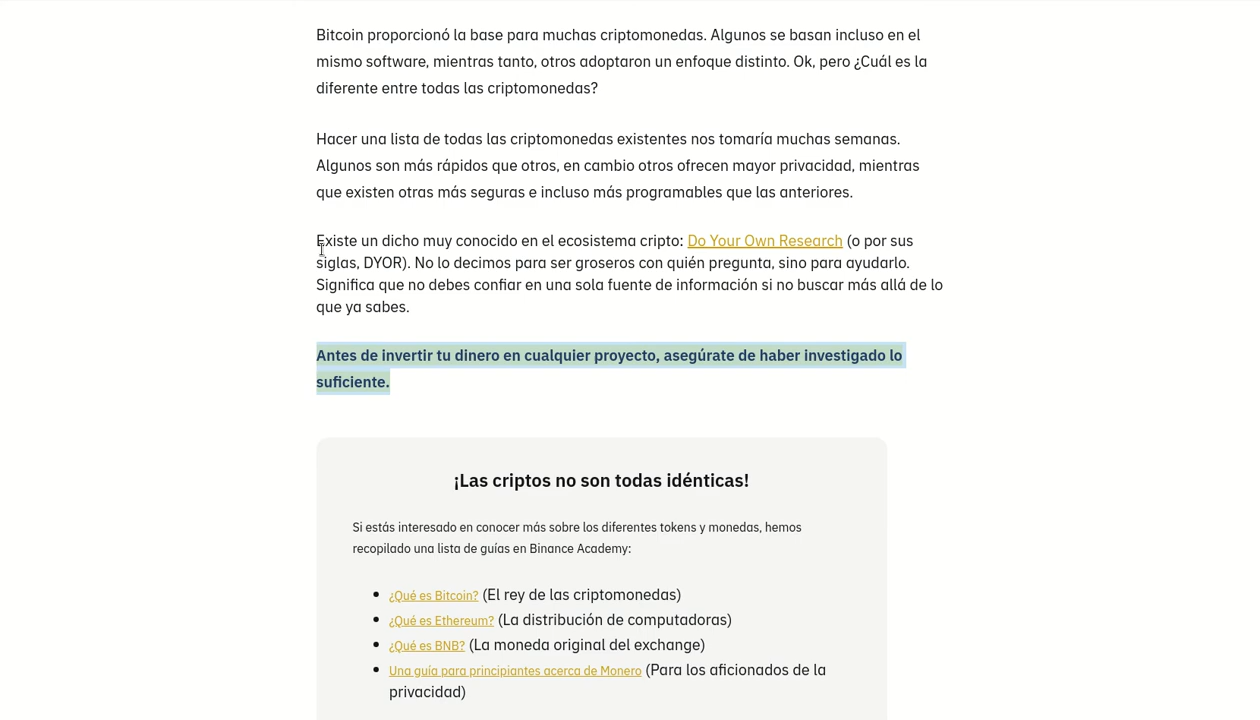 Bitcoin proporcionó la base para muchas criptomonedas. Algunos se basan incluso en el
mismo software, mientras tanto, otros adoptaron un enfoque distinto. Ok, pero ¿Cuál es la
diferente entre todas las criptomonedas?
Hacer una lista de todas las criptomonedas existentes nos tomaría muchas semanas.
Algunos son más rápidos que otros, en cambio otros ofrecen mayor privacidad, mientras
que existen otras más seguras e incluso más programables que las anteriores.
Existe un dicho muy conocido en el ecosistema cripto: Do Your Own Research (o por sus
siglas, DYOR). No lo decimos para ser groseros con quién pregunta, sino para ayudarlo.
Significa que no debes confiar en una sola fuente de información si no buscar más allá de lo
que ya sabes.
Antes de invertir tu dinero en cualquier proyecto, asegúrate de haber investigado lo
suficiente.
¡Las criptos no son todas idénticas!
Si estás interesado en conocer más sobre los diferentes tokens y monedas, hemos
recopilado una lista de guías en Binance Academy:
• ¿Qué es Bitcoin? (El rey de las criptomonedas)
• ¿Qué es Ethereum? (La distribución de computadoras)
• ¿Qué es BNB? (La moneda original del exchange)
• Una guía para principiantes acerca de Monero (Para los aficionados de la
privacidad)